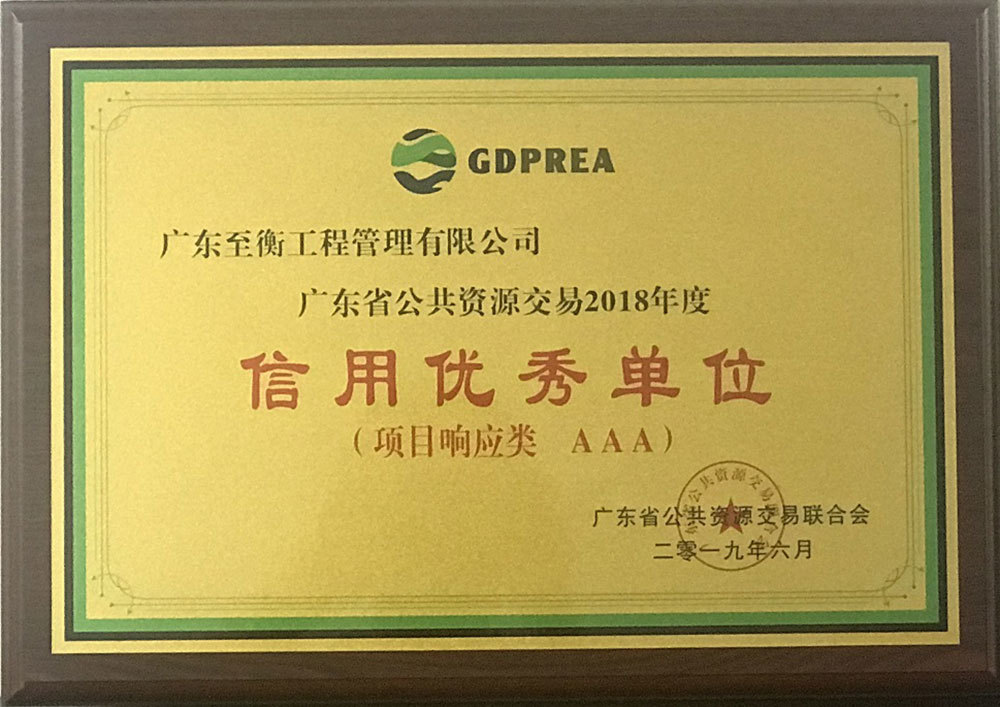 GDPREA
广东至衡工程管理有限公司
广东省公共资源交易2018年度
信用优秀单位
（项目响应类 AAA）
广东省公共资源交易联合会
二零一九年六月